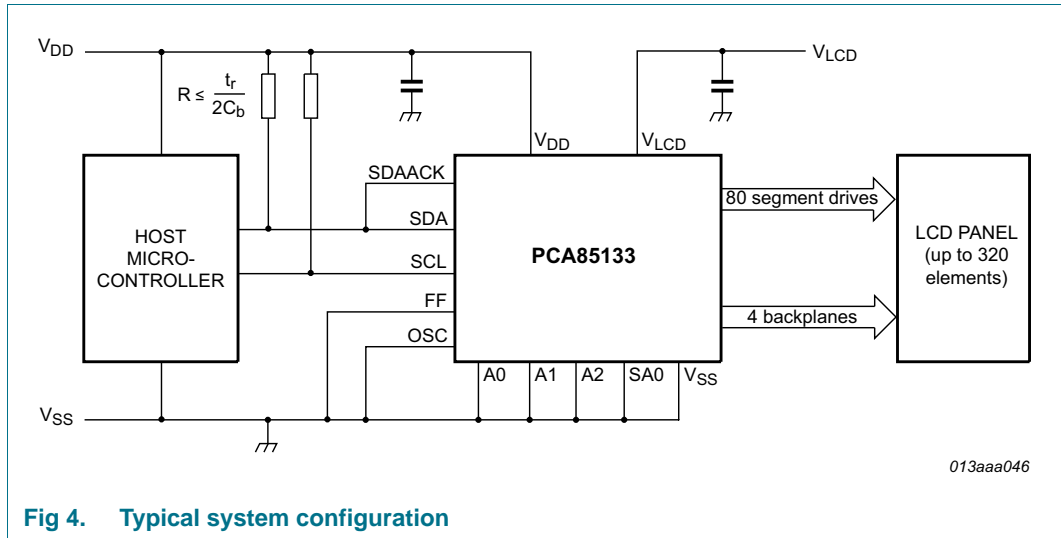 VDD
VLCD
R ≤ tr
2Cb
VDD
VLCD
SDAACK
80 segment drives
SDA
HOST
MICRO-
CONTROLLER
PCA85133
LCD PANEL
(up to 320
elements)
SCL
FF
4 backplanes
OSC
A0 A1 A2 SA0 VSS
VSS
013aaa046
Fig 4. Typical system configuration